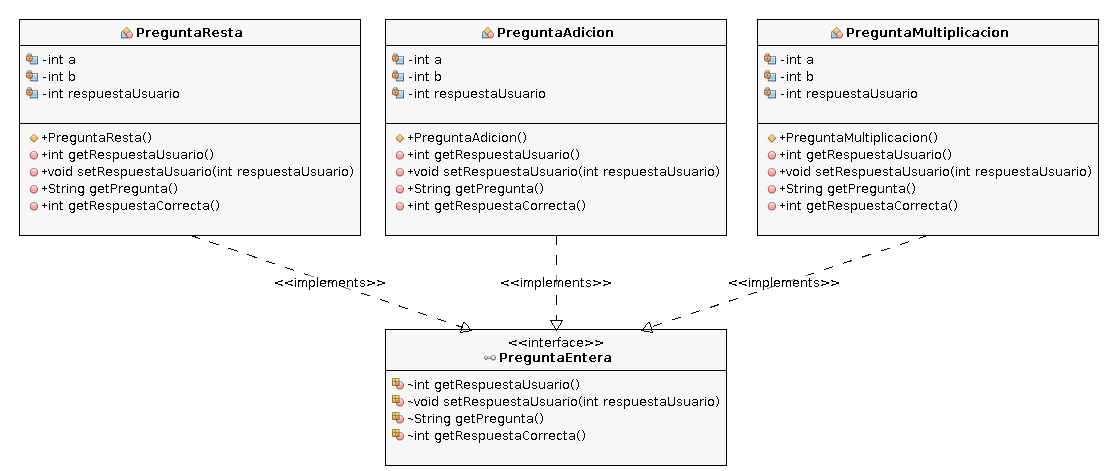 PreguntaResta
-int a
-int b
-int respuestaUsuario
+PreguntaResta()
+int getRespuestaUsuario()
+void setRespuestaUsuario(int respuestaUsuario)
+String getPregunta()
+int getRespuestaCorrecta()
PreguntaAdicion
-int a
-int b
-int respuestaUsuario
+PreguntaAdicion()
+int getRespuestaUsuario()
+void setRespuestaUsuario(int respuestaUsuario)
+String getPregunta()
+int getRespuestaCorrecta()
PreguntaMultiplicacion
-int a
-int b
-int respuestaUsuario
+PreguntaMultiplicacion()
+int getRespuestaUsuario()
+void setRespuestaUsuario(int respuestaUsuario)
+String getPregunta()
+int getRespuestaCorrecta()
<<implements>>
<<implements>>
<<implements>>
<<interface>>
PreguntaEntera
~int getRespuestaUsuario()
~void setRespuestaUsuario(int respuestaUsuario)
~String getPregunta()
~int getRespuestaCorrecta()